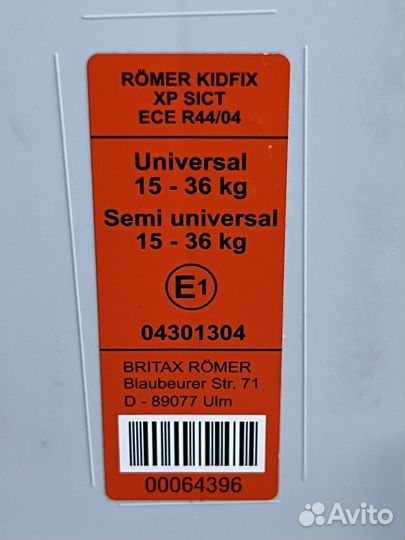 RÖMER KIDFIX
XP SICT
ECE R44/04
Universal
15 - 36 kg
Semi universal
15 - 36 kg
E1
04301304
BRITAX RÖMER
Blaubeurer Str. 71
D - 89077 Ulm
00064396
Avito